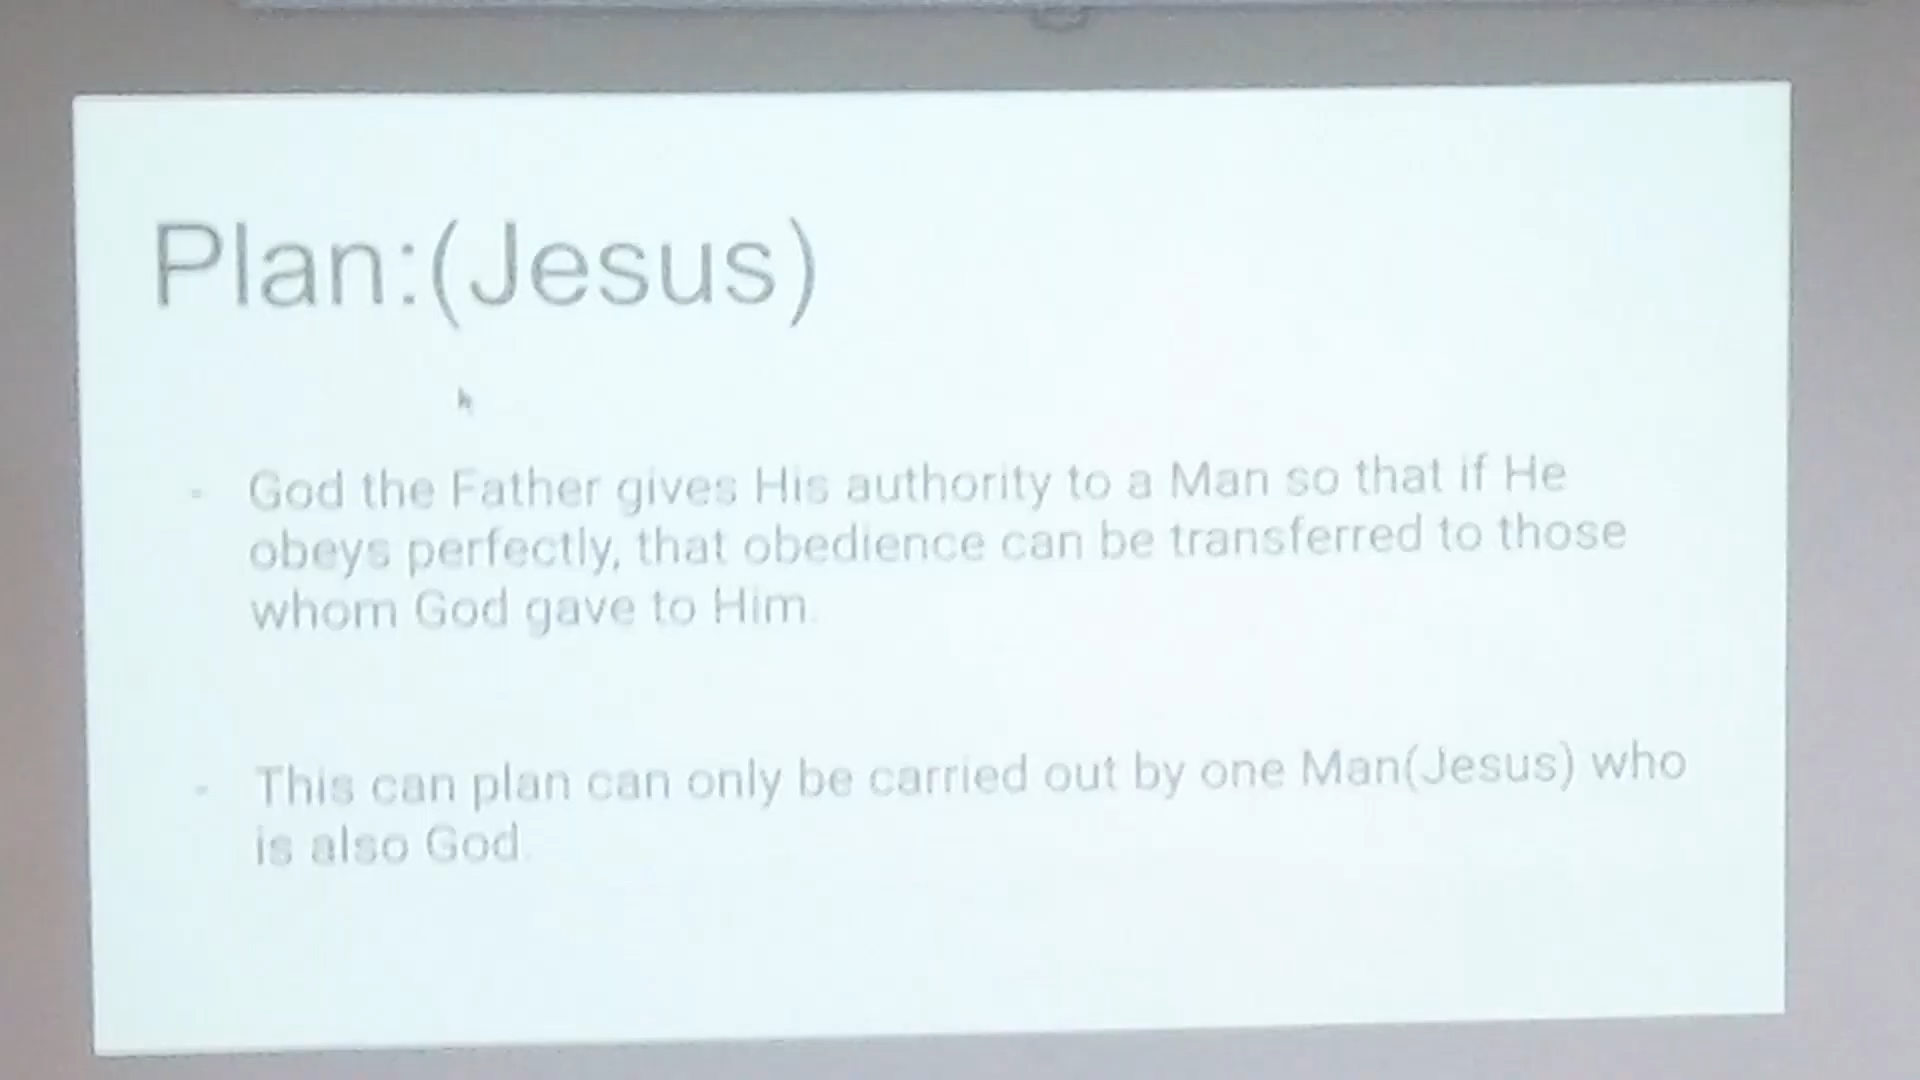 Plan:(Jesus)
- God the Father gives His authority to a Man so that if He
obeys perfectly, that obedience can be transferred to those
whom God gave to Him.
- This can plan can only be carried out by one Man(Jesus) who
is also God.